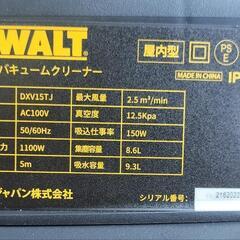 WALT
バキュームクリーナー
屋内型
PS
E
MADE IN CHINA
IP
DXV15TJ 最大風量 2.5 m³/min
AC100V 真空度 12.5Kpa
50/60Hz 吸込仕事率 150W
力 1100W 集塵容量 8.6L
5m 吸水容量 9.3L
ジャパン株式会社
シリアル番号: